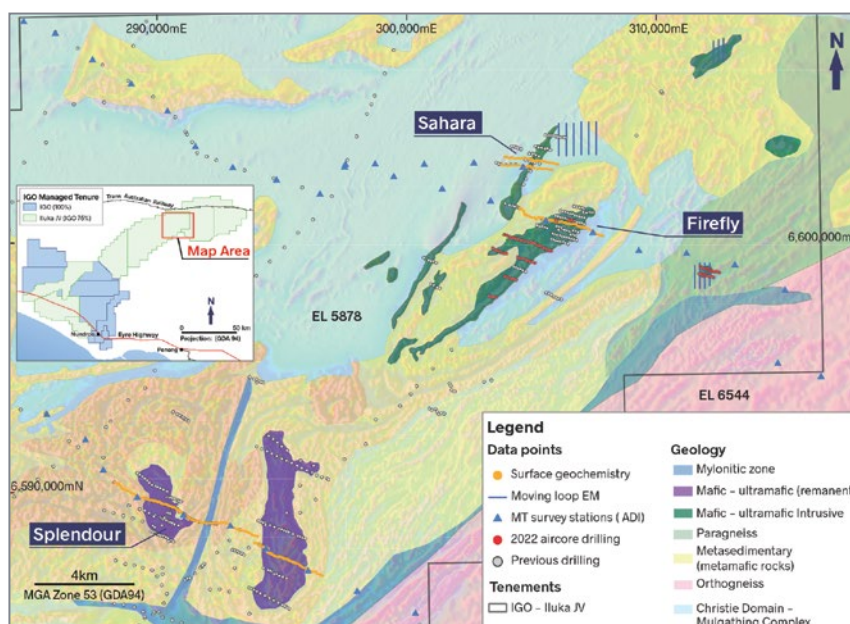 290,000mE
300,000mE
310,000mE
N
Sahara
Firefly
6,600,000mN
IGO Managed Tenure
IGO (100%)
Iluka JV (IGO 75%)
Trans Australian Railway
Map Area
N
0 50 km
Projection: (GDA 94)
Eyre Highway
Penong
EL 5878
EL 6544
6,590,000mN
Splendour
4km
MGA Zone 53 (GDA94)
Legend
Data points
Surface geochemistry
Moving loop EM
MT survey stations ( ADI)
2022 aircore drilling
Previous drilling
Tenements
IGO – Iluka JV
Geology
Mylonitic zone
Mafic – ultramafic (remanent
Mafic – ultramafic Intrusive
Paragneiss
Metasedimentary
(metamafic rocks)
Orthogneiss
Christie Domain –
Mulgathing Complex